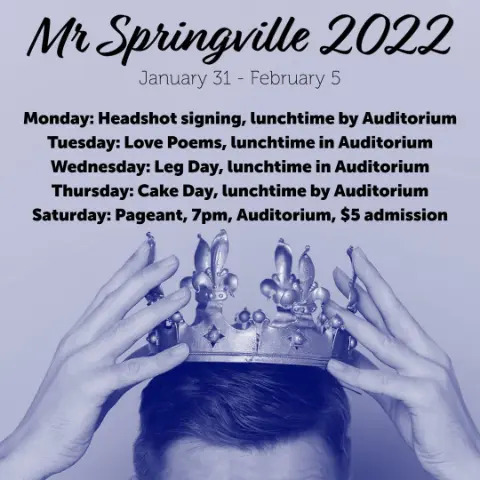 Mr Springville 2022
January 31 - February 5
Monday: Headshot signing, lunchtime by Auditorium
Tuesday: Love Poems, lunchtime in Auditorium
Wednesday: Leg Day, lunchtime in Auditorium
Thursday: Cake Day, lunchtime by Auditorium
Saturday: Pageant, 7pm, Auditorium, $5 admission